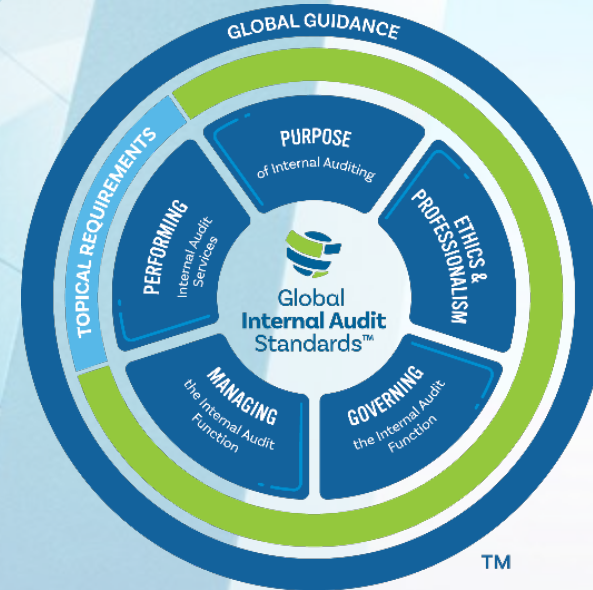 GLOBAL GUIDANCE
TOPICAL REQUIREMENTS
PURPOSE
of Internal Auditing
ETHICS &
PROFESSIONALISM
GOVERNING
the Internal Audit
Function
MANAGING
the Internal Audit
Function
PERFORMING
Internal Audit
Services
Global
Internal Audit
Standards™
TM